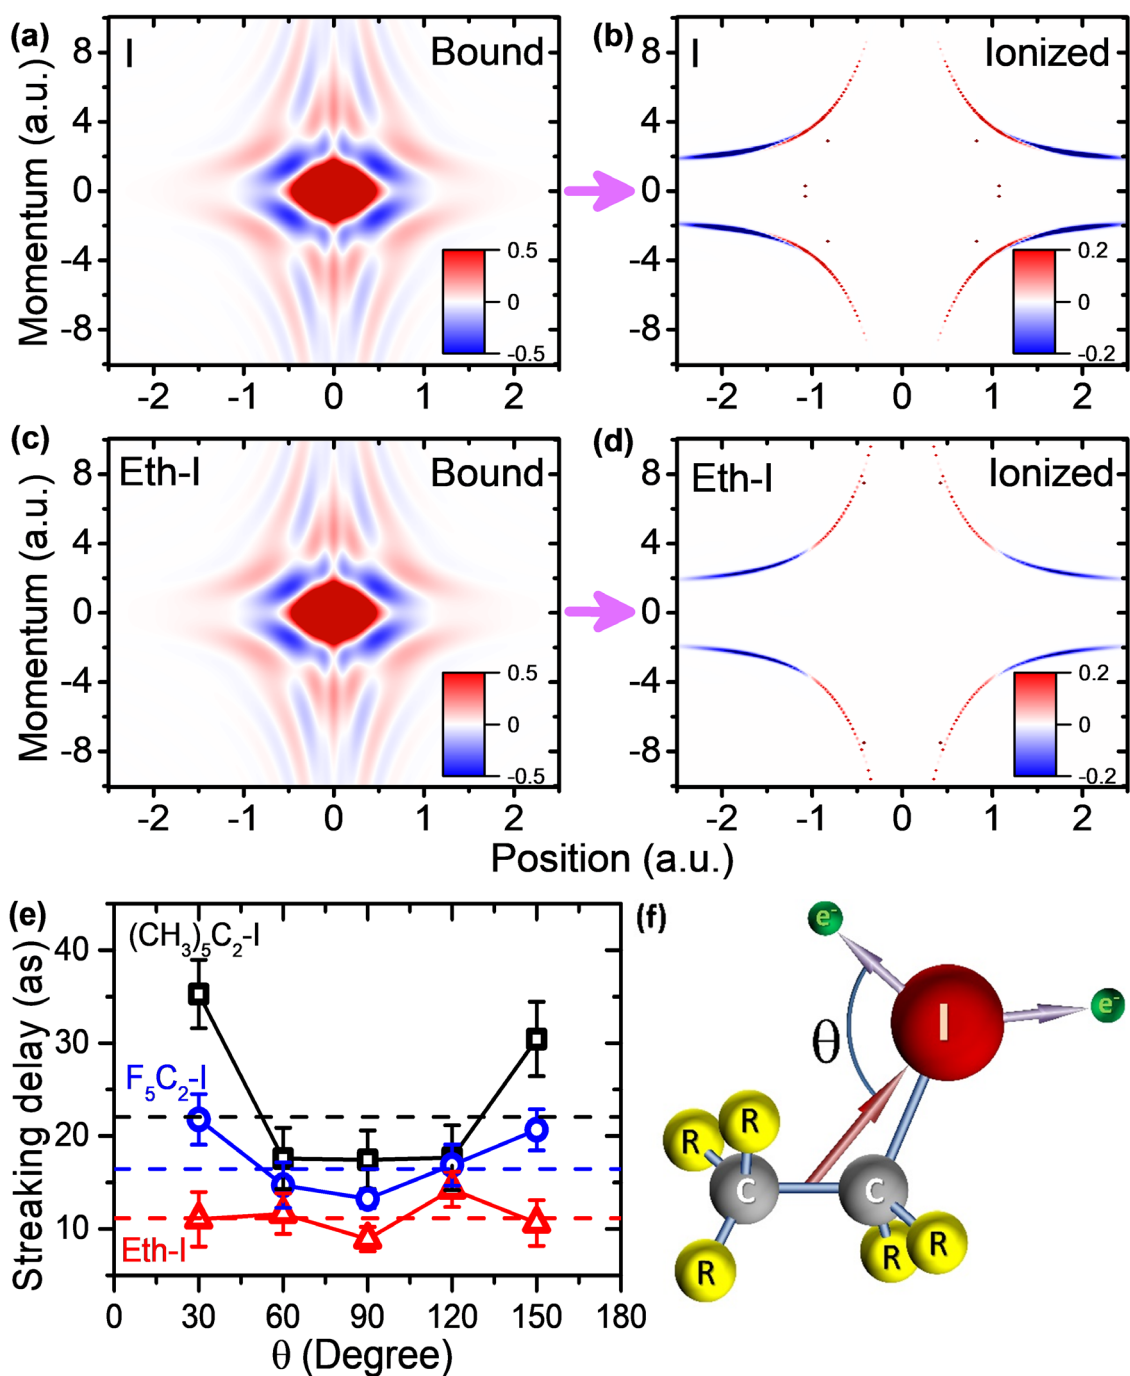 (a)
I
Bound
8
4
0
-4
-8
Momentum (a.u.)
0.5
0
-0.5
-2
-1
0
1
2
(b)
I
Ionized
8
4
0
-4
-8
0.2
0
-0.2
-2
-1
0
1
2
(c)
Eth-I
Bound
8
4
0
-4
-8
Momentum (a.u.)
0.5
0
-0.5
-2
-1
0
1
2
(d)
Eth-I
Ionized
8
4
0
-4
-8
0.2
0
-0.2
-2
-1
0
1
2
Position (a.u.)
(e)
(CH₃)₅C₂-I
F₅C₂-I
Eth-I
40
30
20
10
Streaking delay (as)
0
30
60
90
120
150
180
θ (Degree)
(f)
e⁻
e⁻
I
θ
R
R
C
C
R
R
R